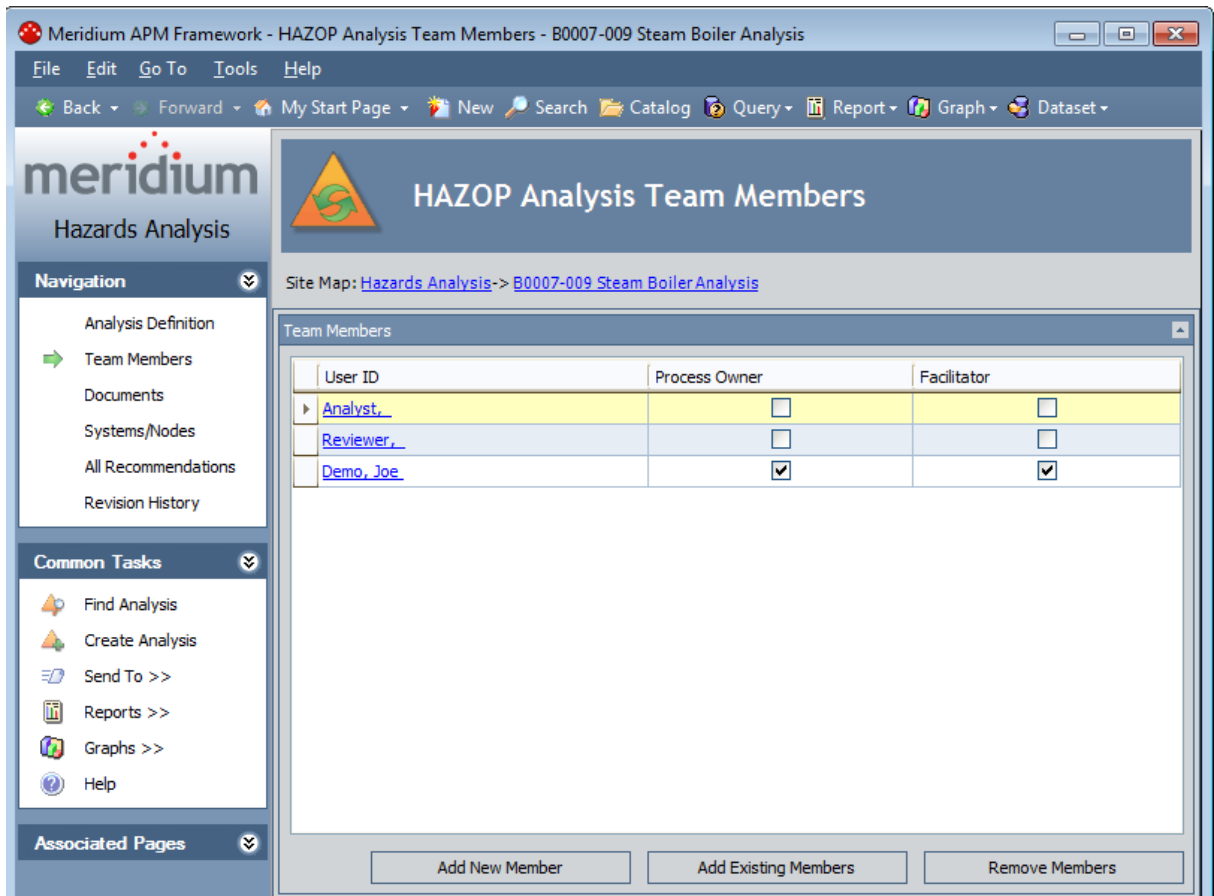 Meridium APM Framework - HAZOP Analysis Team Members - B0007-009 Steam Boiler Analysis
File Edit Go To Tools Help
Back Forward My Start Page New Search Catalog Query Report Graph Dataset
meridium
Hazards Analysis
HAZOP Analysis Team Members
Site Map: Hazards Analysis-> B0007-009 Steam Boiler Analysis
Navigation
Analysis Definition
Team Members
Documents
Systems/Nodes
All Recommendations
Revision History
Common Tasks
Find Analysis
Create Analysis
Send To >>
Reports >>
Graphs >>
Help
Associated Pages
Team Members
User ID Process Owner Facilitator
Analyst, _
Reviewer, _
Demo, Joe
Add New Member Add Existing Members Remove Members